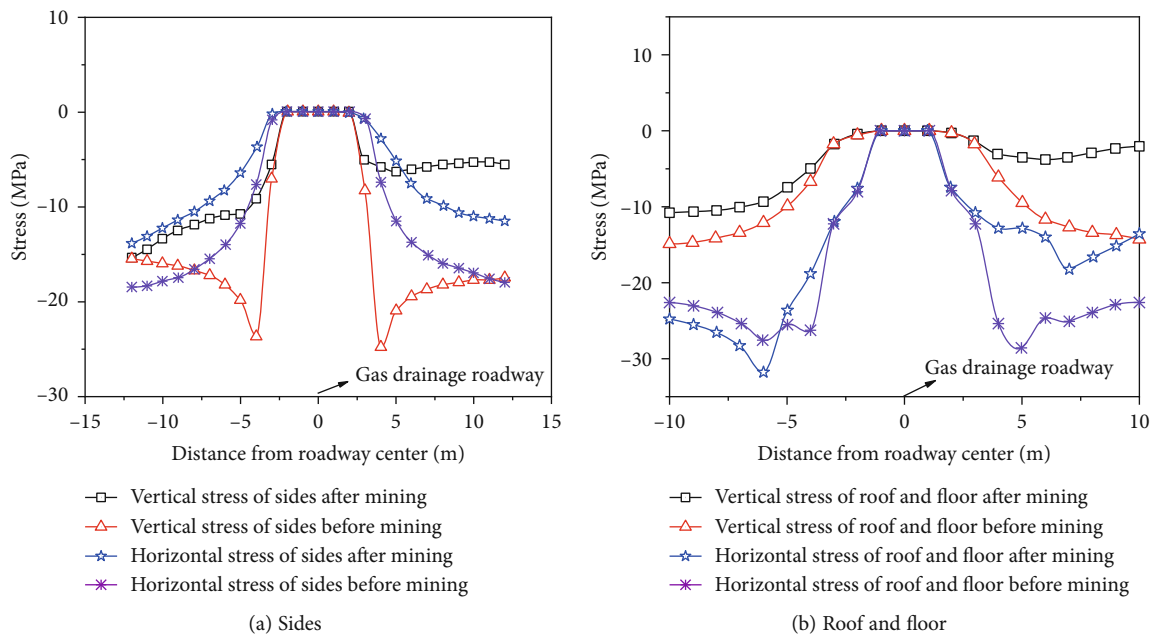 10
0
–10
–20
–30
Stress (MPa)
Gas drainage roadway
–15
–10
–5
0
5
10
15
Distance from roadway center (m)
Vertical stress of sides after mining
Vertical stress of sides before mining
Horizontal stress of sides after mining
Horizontal stress of sides before mining
(a) Sides
10
0
–10
–20
–30
Stress (MPa)
Gas drainage roadway
–10
–5
0
5
10
Distance from roadway center (m)
Vertical stress of roof and floor after mining
Vertical stress of roof and floor before mining
Horizontal stress of roof and floor after mining
Horizontal stress of roof and floor before mining
(b) Roof and floor